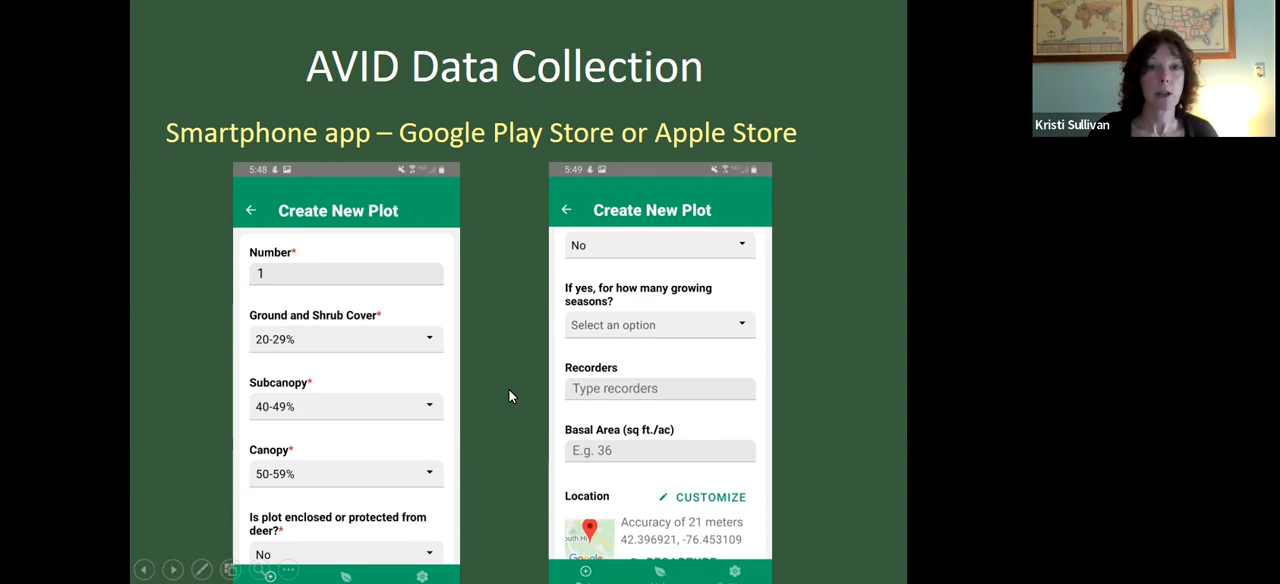 AVID Data Collection
Smartphone app – Google Play Store or Apple Store
5:48
Create New Plot
Number*
1
Ground and Shrub Cover*
20-29%
Subcanopy*
40-49%
Canopy*
50-59%
Is plot enclosed or protected from
deer?*
No
5:49
Create New Plot
No
If yes, for how many growing
seasons?
Select an option
Recorders
Type recorders
Basal Area (sq ft./ac)
E.g. 36
Location
CUSTOMIZE
Accuracy of 21 meters
42.396921, -76.453109
Google
Kristi Sullivan